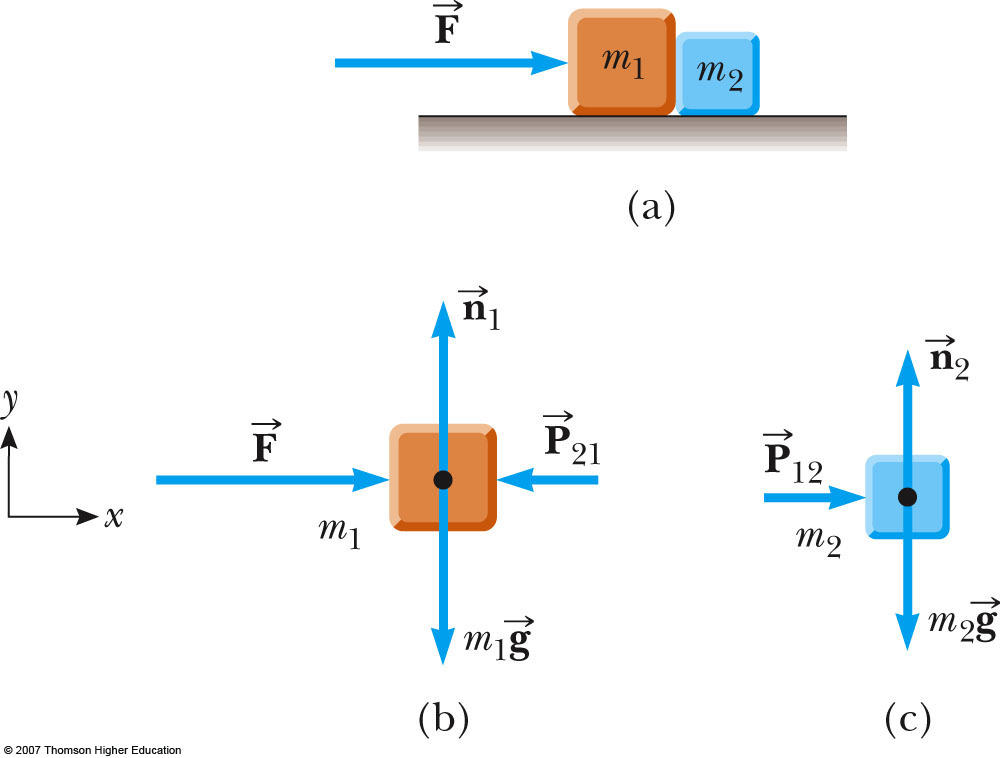 F
m1 m2
(a)
n1
n2
y
F
P21
P12
x
m1
m2
m1g
m2g
(b)
(c)
© 2007 Thomson Higher Education